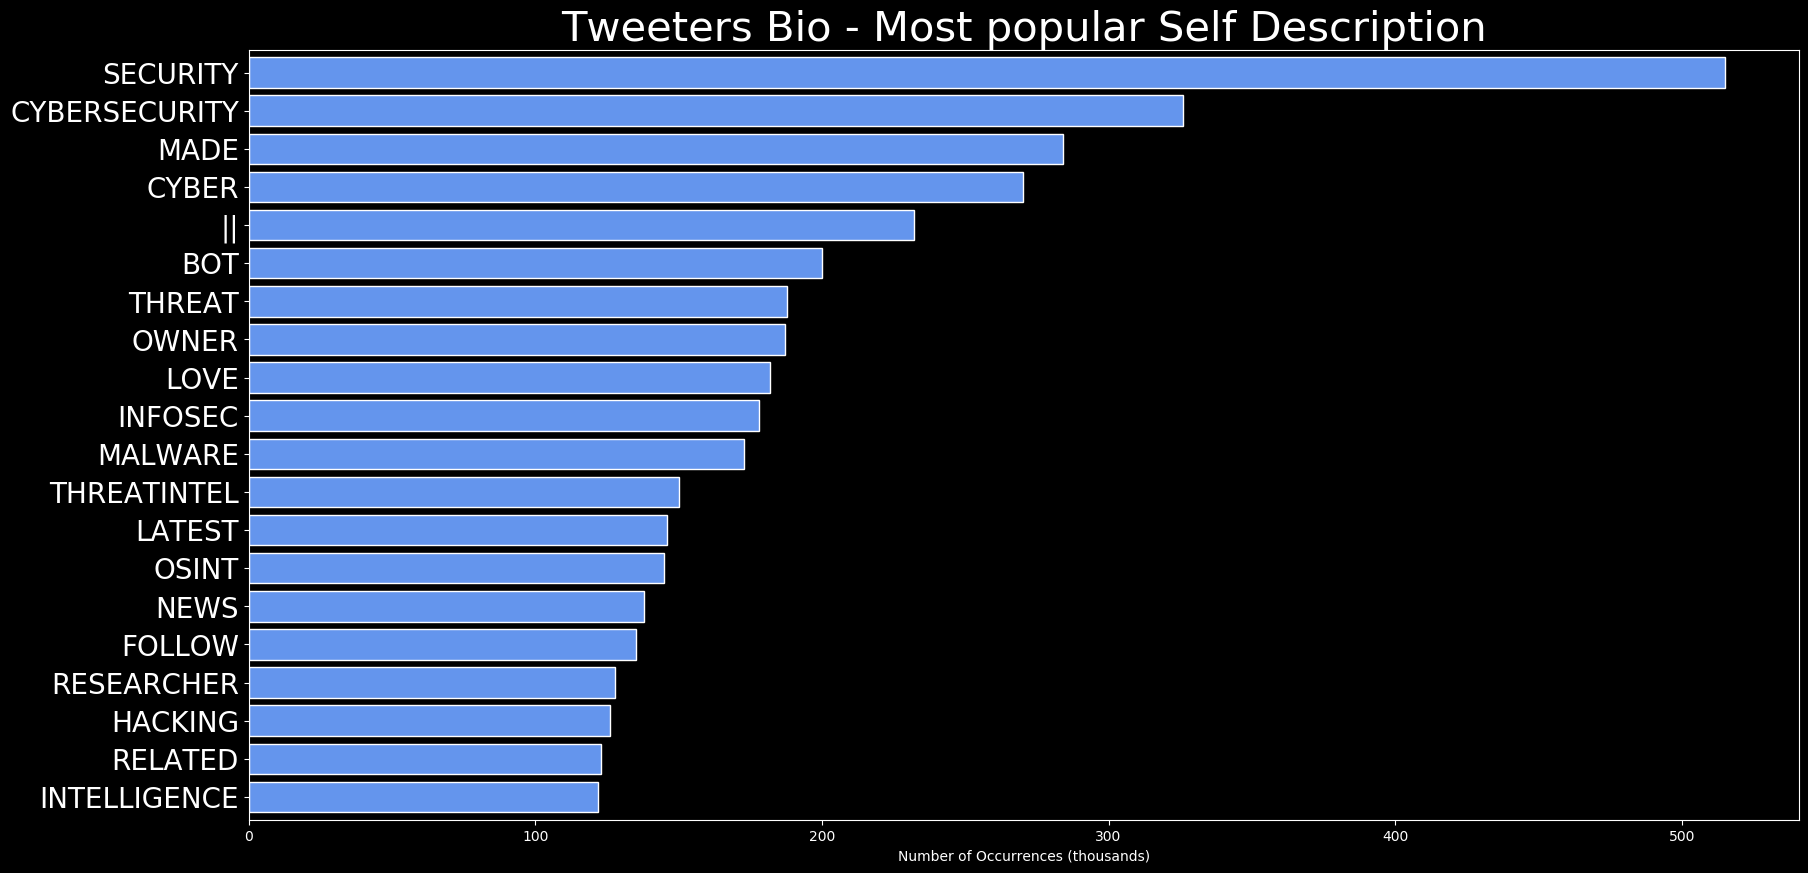 Tweeters Bio - Most popular Self Description
SECURITY
CYBERSECURITY
MADE
CYBER
||
BOT
THREAT
OWNER
LOVE
INFOSEC
MALWARE
THREATINTEL
LATEST
OSINT
NEWS
FOLLOW
RESEARCHER
HACKING
RELATED
INTELLIGENCE
0 100 200 300 400 500
Number of Occurrences (thousands)